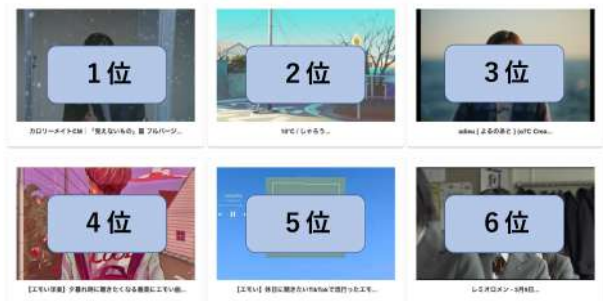 1位
2位
3位
カロリーメイトCM｜「見えないもの」篇 フルバージ...
10℃ / しゃろう...
adieu ( よるのあと ) (oTC Crea...
4位
5位
6位
【エモい洋楽】夕暮れ時に聴きたくなる最高にエモい曲...
【エモい】休日に聴きたいTikTokで流行ったエモ...
レミオロメン - 3月9日...